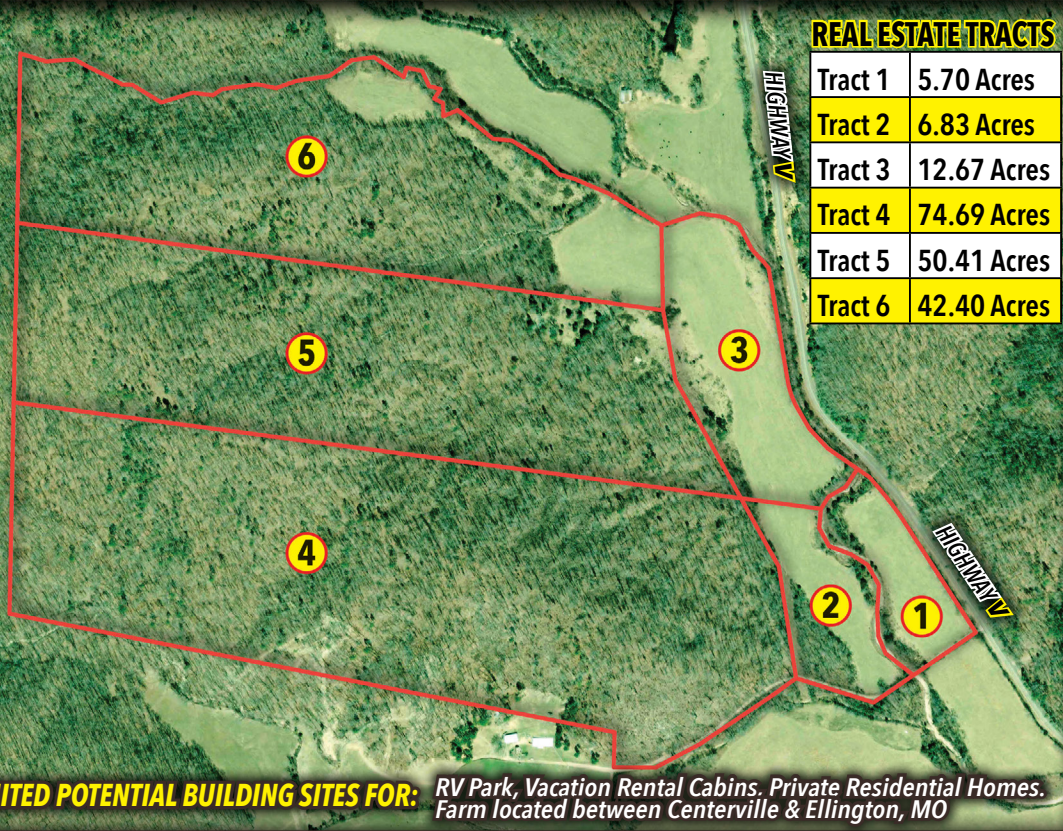 REAL ESTATE TRACTS
Tract 1 5.70 Acres
Tract 2 6.83 Acres
Tract 3 12.67 Acres
Tract 4 74.69 Acres
Tract 5 50.41 Acres
Tract 6 42.40 Acres
HIGHWAY V
6
5
3
4
2
1
HIGHWAY V
POTENTIAL BUILDING SITES FOR:
RV Park, Vacation Rental Cabins. Private Residential Homes.
Farm located between Centerville & Ellington, MO